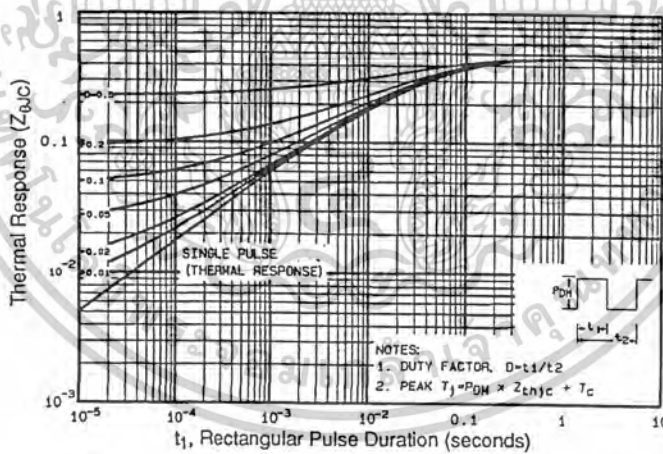 1
Thermal Response (ZθJC)
D=0.5
0.2
0.1
0.1
0.05
0.02
0.01
10-2
10-3
SINGLE PULSE
(THERMAL RESPONSE)
PDM
t1
t2
NOTES:
1. DUTY FACTOR, D=t1/t2
2. PEAK Tj=PDM x Zthjc + Tc
10-5
10-4
10-3
10-2
0.1
1
10
t1, Rectangular Pulse Duration (seconds)